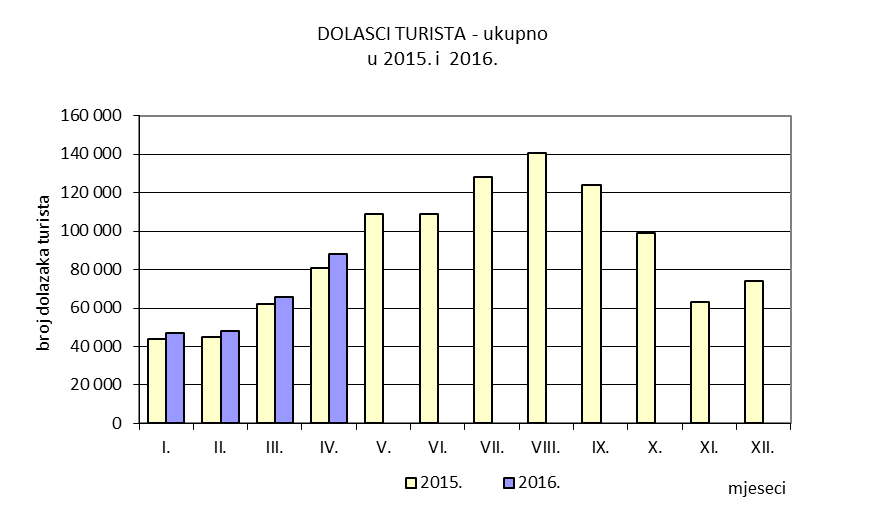 DOLASCI TURISTA - ukupno
u 2015. i  2016.
broj dolazaka turista
160 000
140 000
120 000
100 000
80 000
60 000
40 000
20 000
0
I. II. III. IV. V. VI. VII. VIII. IX. X. XI. XII.
2015. 2016.
mjeseci